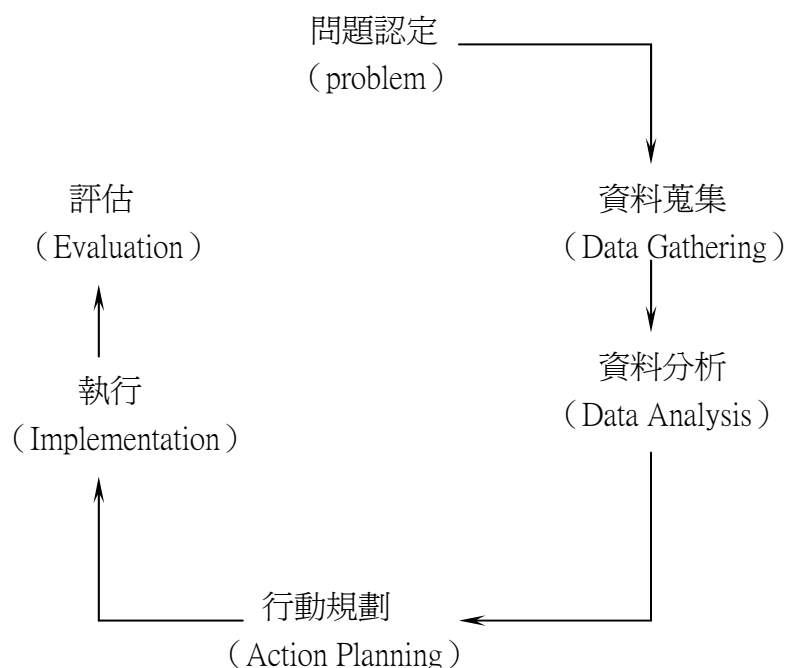 問題認定
（problem）
資料蒐集
（Data Gathering）
資料分析
（Data Analysis）
行動規劃
（Action Planning）
執行
（Implementation）
評估
（Evaluation）